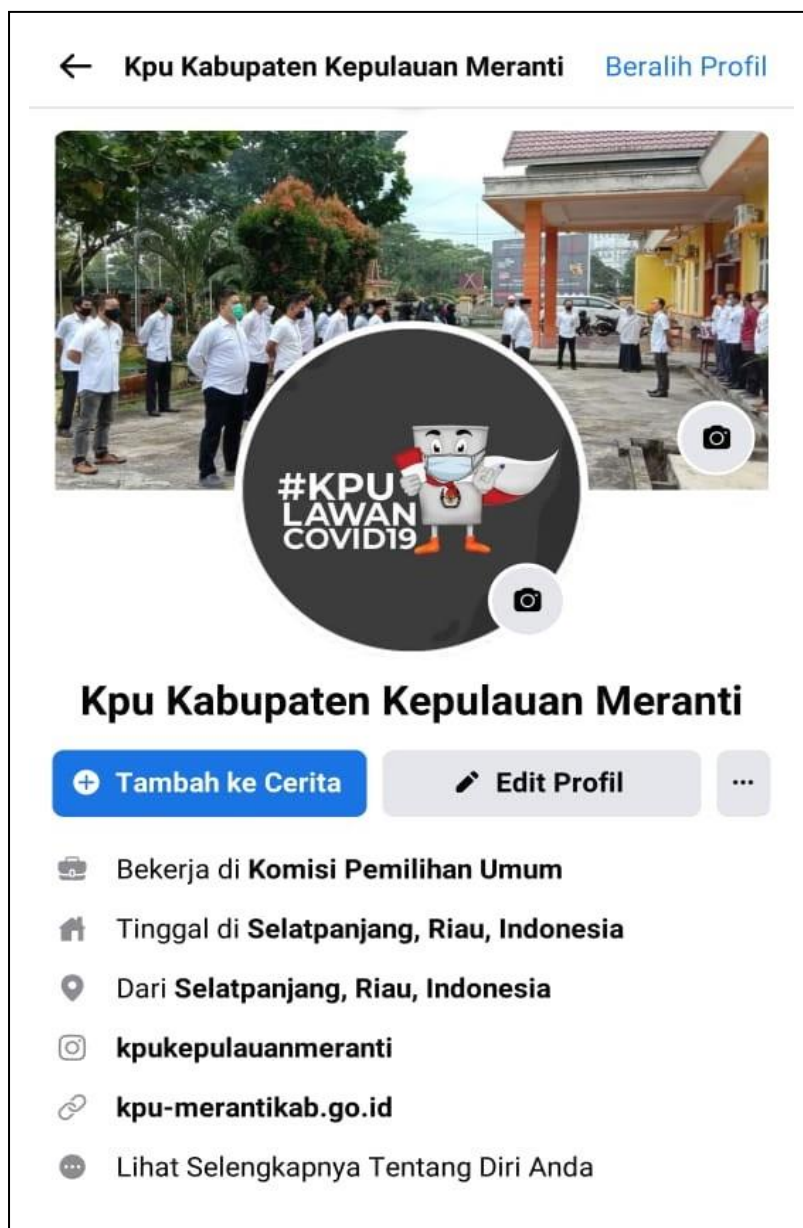 Kpu Kabupaten Kepulauan Meranti
Beralih Profil
#KPU
LAWAN
COVID19
Kpu Kabupaten Kepulauan Meranti
Tambah ke Cerita
Edit Profil
Bekerja di Komisi Pemilihan Umum
Tinggal di Selatpanjang, Riau, Indonesia
Dari Selatpanjang, Riau, Indonesia
kpukepulauanmeranti
kpu-merantikab.go.id
Lihat Selengkapnya Tentang Diri Anda